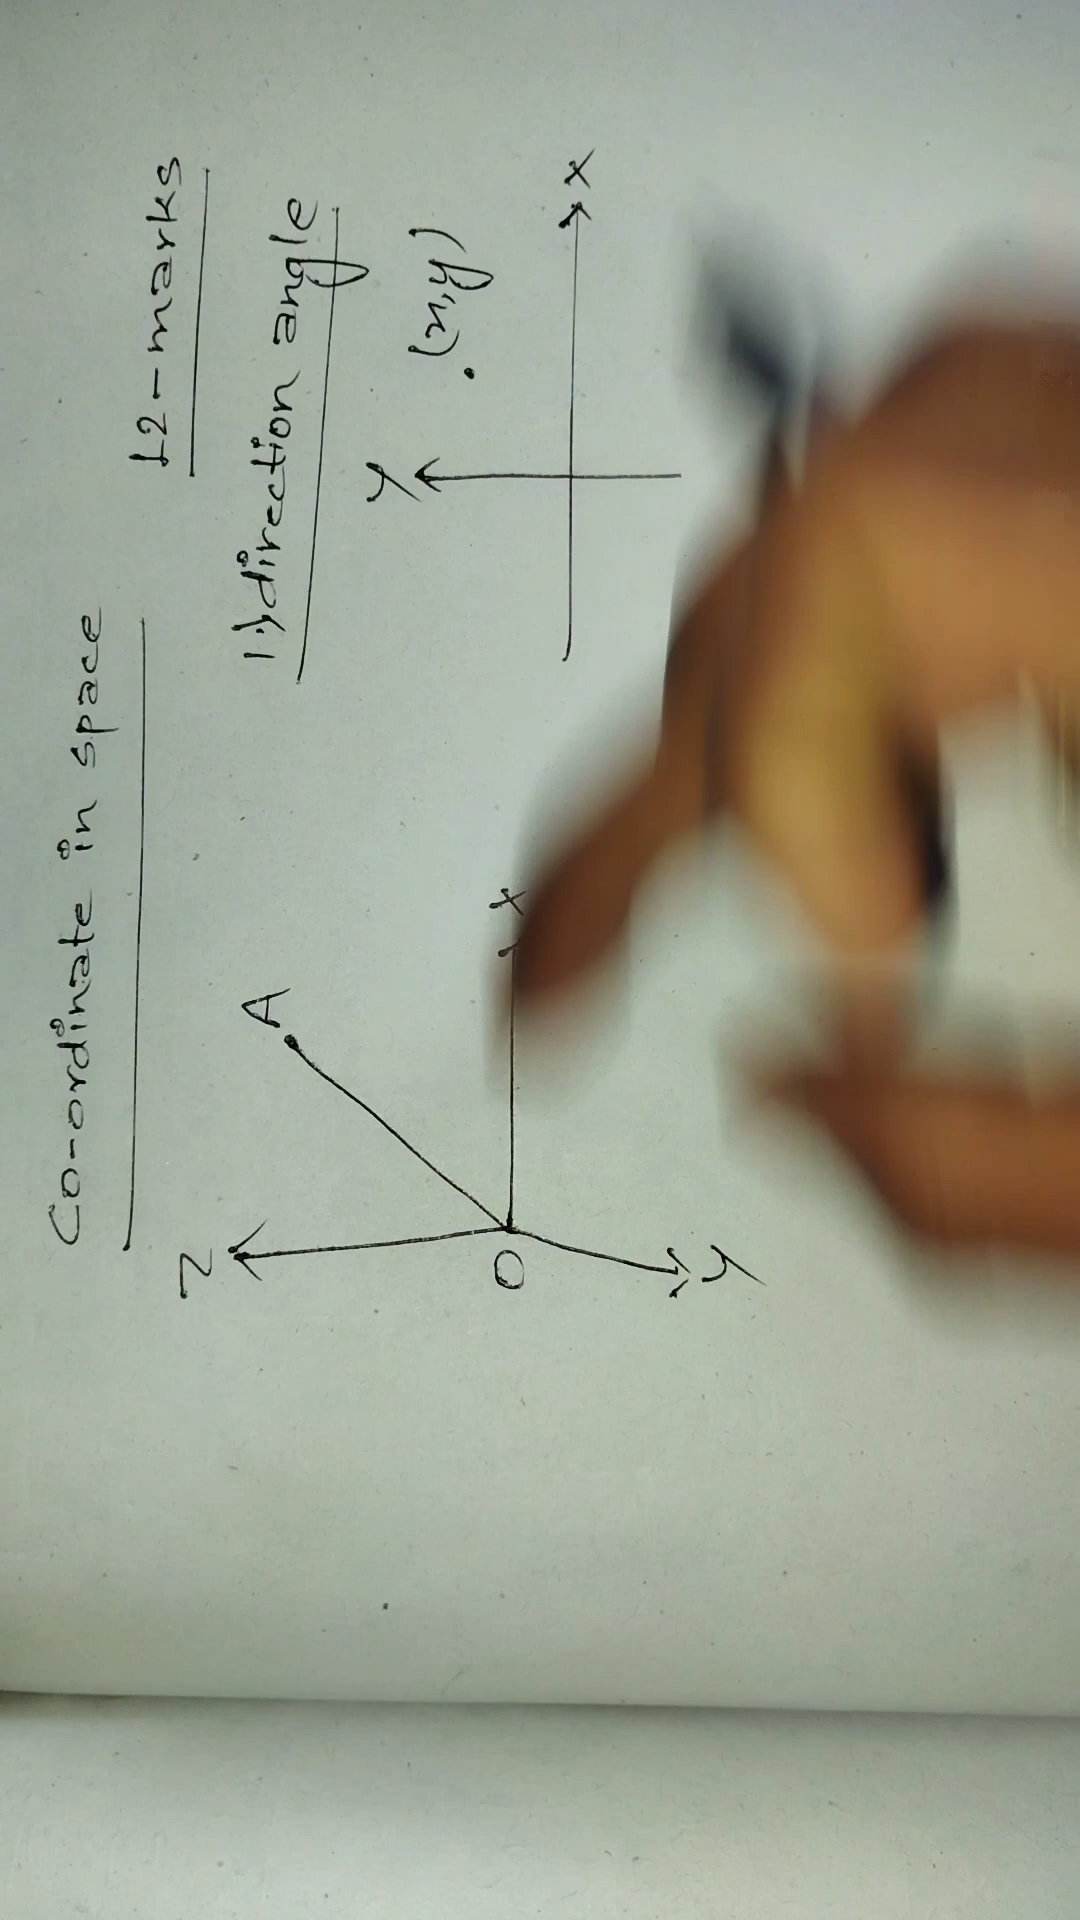 Co-ordinate in space
12-marks
1) direction angle
Z
A
O
X
Y
Y
(x,y)
X